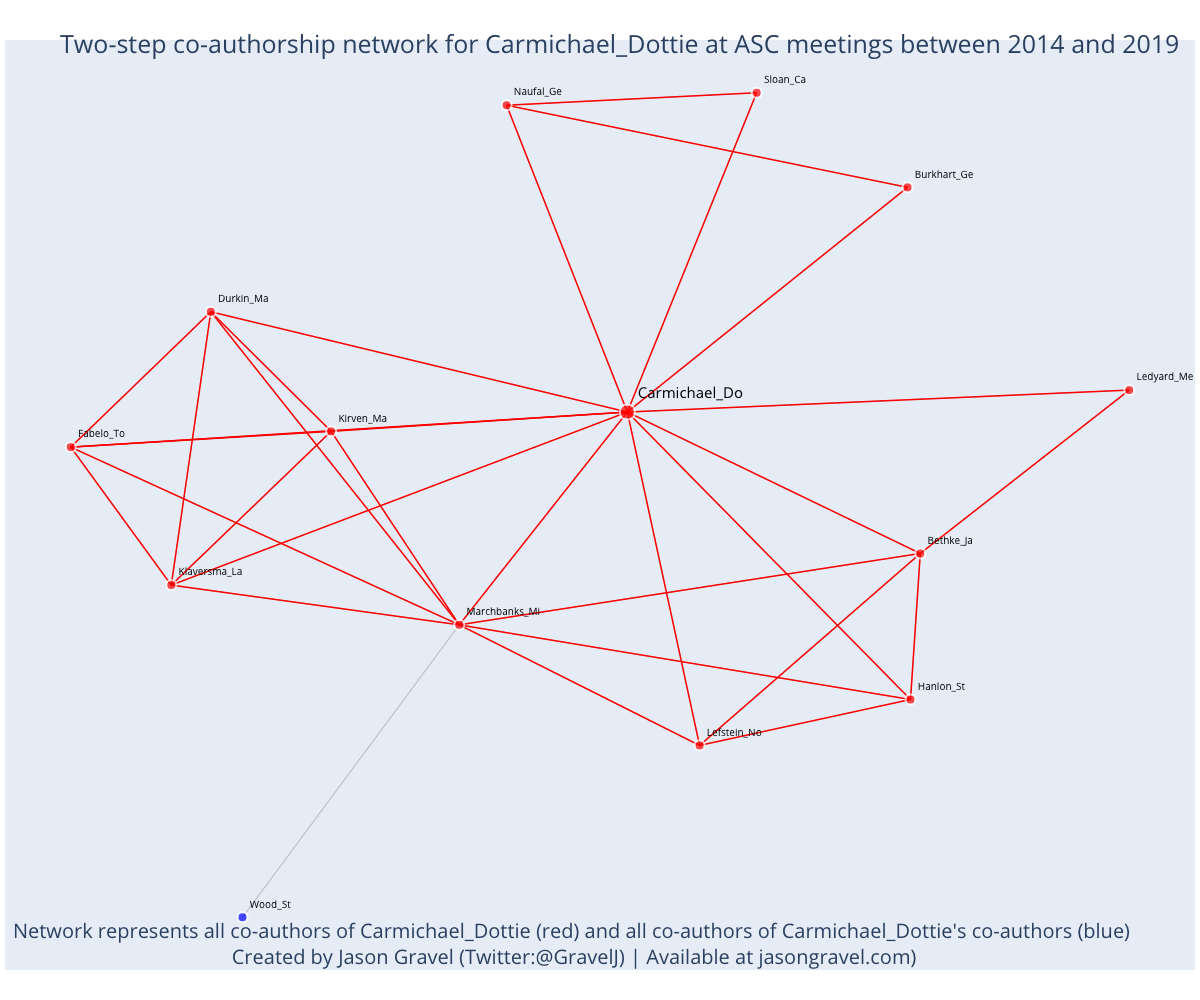 Two-step co-authorship network for Carmichael_Dottie at ASC meetings between 2014 and 2019
Sloan_Ca
Naufal_Ge
Burkhart_Ge
Durkin_Ma
Ledyard_Me
Carmichael_Do
Kirven_Ma
Fabelo_To
Bethke_Ja
Klaversma_La
Marchbanks_Mi
Hanlon_St
Lefstein_No
Wood_St
Network represents all co-authors of Carmichael_Dottie (red) and all co-authors of Carmichael_Dottie's co-authors (blue)
Created by Jason Gravel (Twitter:@GravelJ) | Available at jasongravel.com)